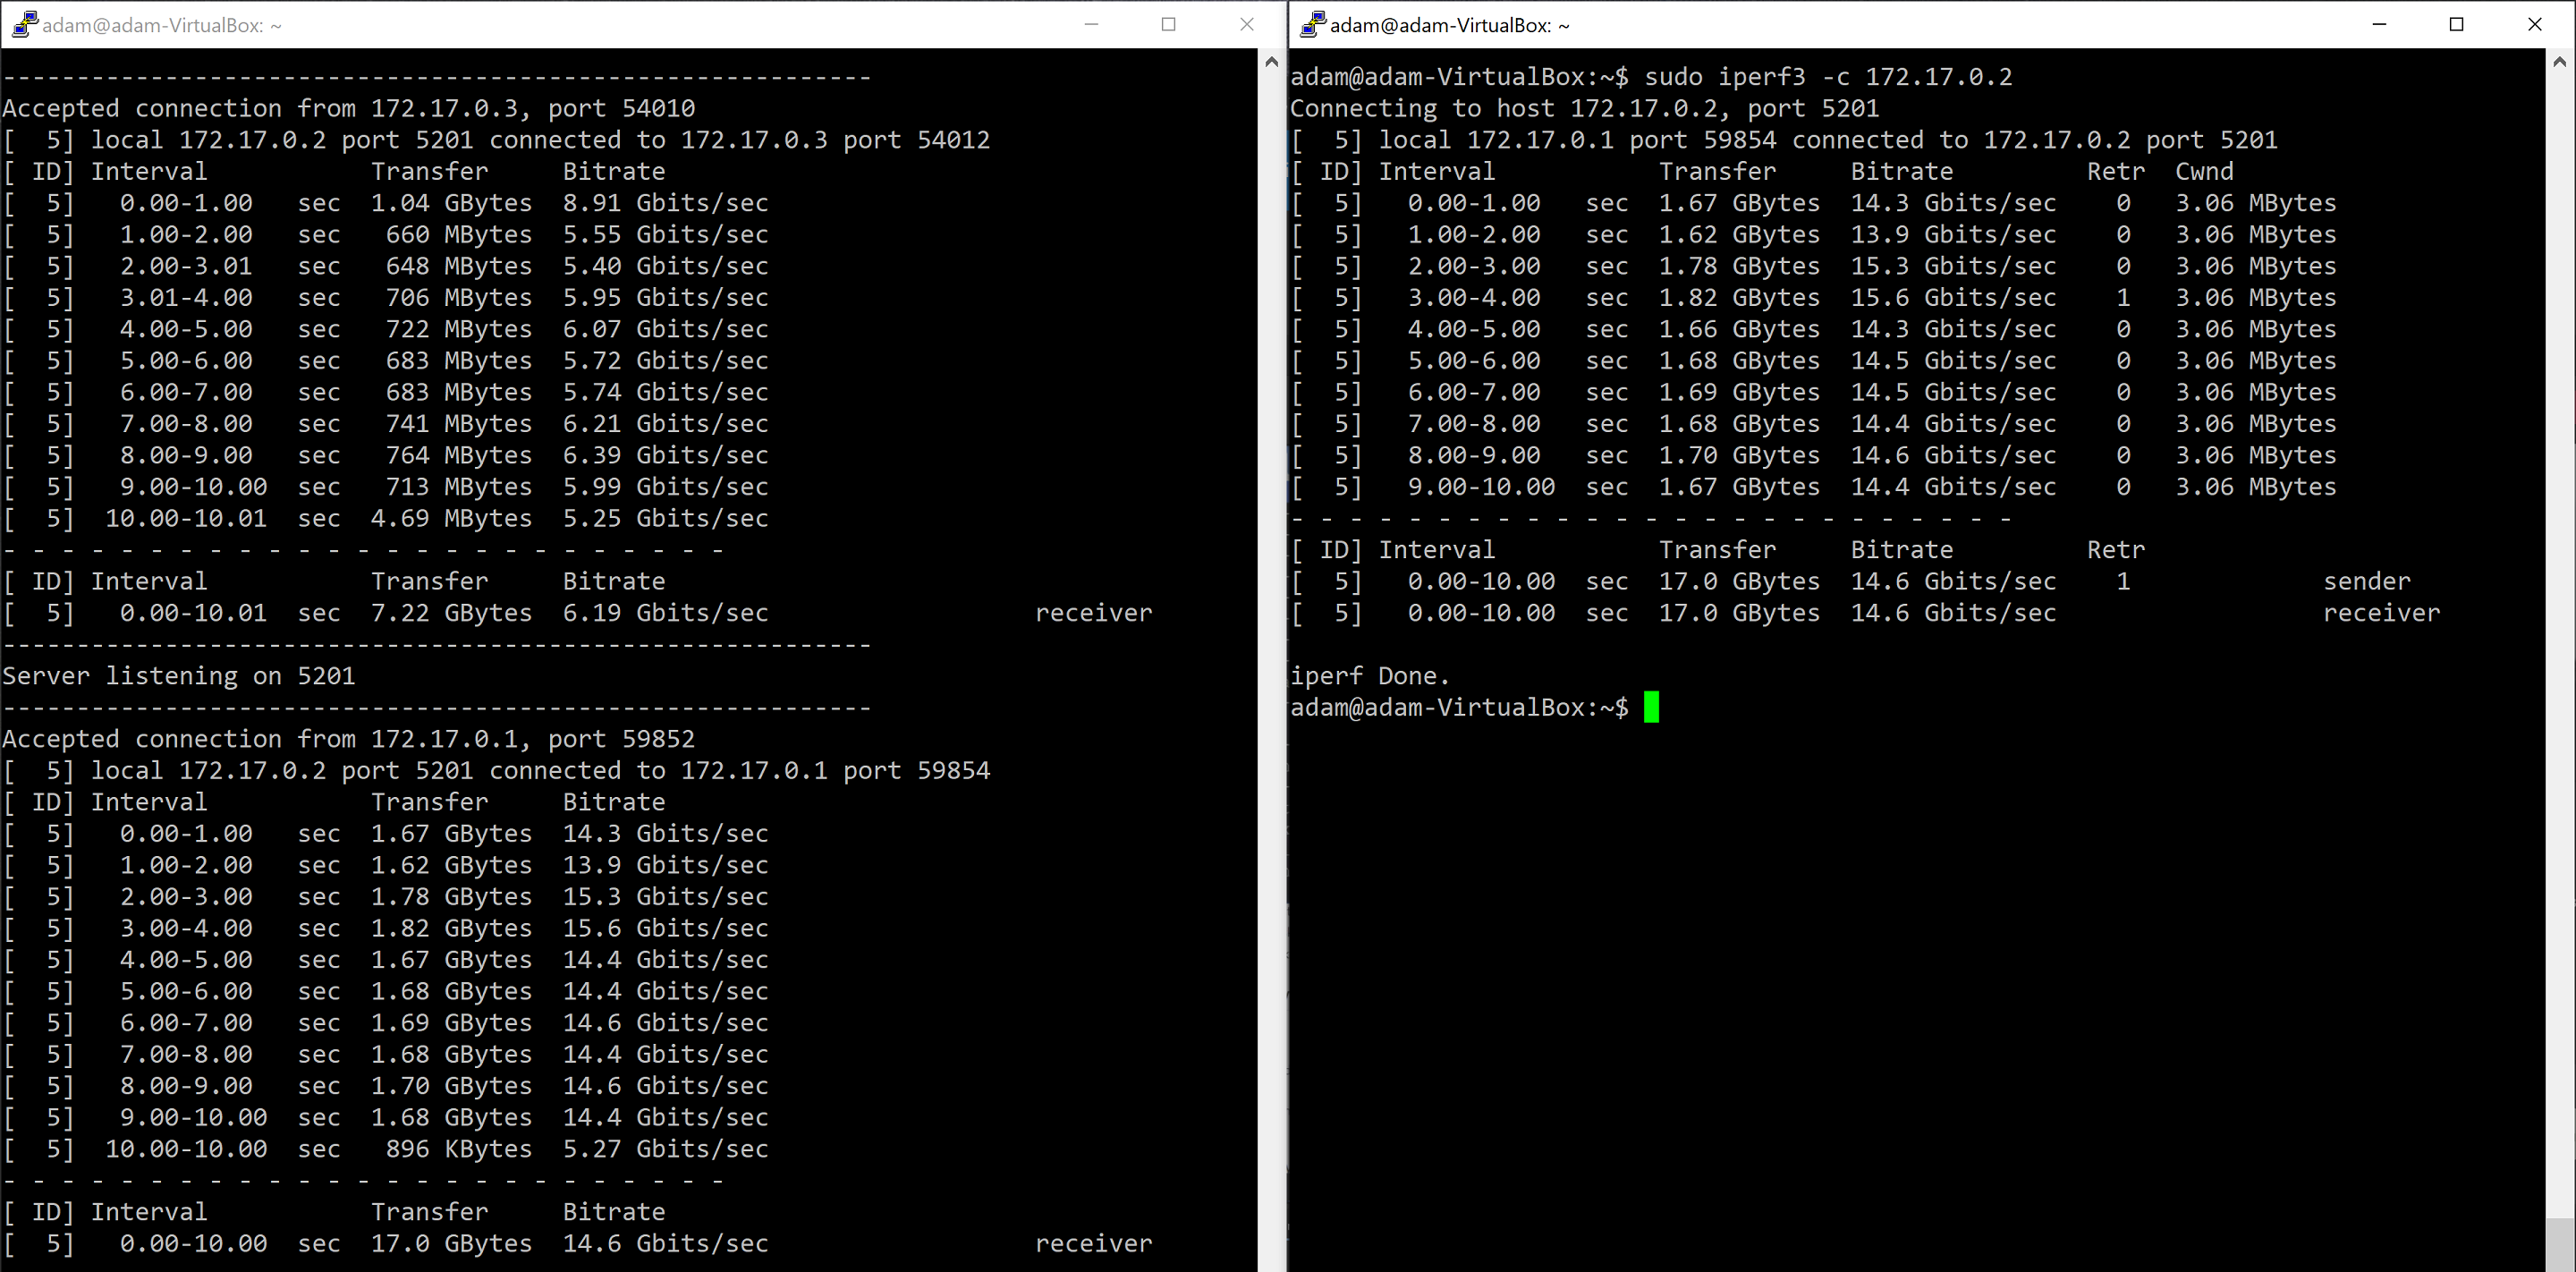 adam@adam-VirtualBox: ~
------------------------------------------------------------
Accepted connection from 172.17.0.3, port 54010
[  5] local 172.17.0.2 port 5201 connected to 172.17.0.3 port 54012
[ ID] Interval           Transfer     Bitrate
[  5]   0.00-1.00   sec  1.04 GBytes  8.91 Gbits/sec
[  5]   1.00-2.00   sec   660 MBytes  5.55 Gbits/sec
[  5]   2.00-3.01   sec   648 MBytes  5.40 Gbits/sec
[  5]   3.01-4.00   sec   706 MBytes  5.95 Gbits/sec
[  5]   4.00-5.00   sec   722 MBytes  6.07 Gbits/sec
[  5]   5.00-6.00   sec   683 MBytes  5.72 Gbits/sec
[  5]   6.00-7.00   sec   683 MBytes  5.74 Gbits/sec
[  5]   7.00-8.00   sec   741 MBytes  6.21 Gbits/sec
[  5]   8.00-9.00   sec   764 MBytes  6.39 Gbits/sec
[  5]   9.00-10.00  sec   713 MBytes  5.99 Gbits/sec
[  5]  10.00-10.01  sec  4.69 MBytes  5.25 Gbits/sec
- - - - - - - - - - - - - - - - - - - - - - - - -
[ ID] Interval           Transfer     Bitrate
[  5]   0.00-10.01  sec  7.22 GBytes  6.19 Gbits/sec                  receiver
-----------------------------------------------------------
Server listening on 5201
-----------------------------------------------------------
Accepted connection from 172.17.0.1, port 59852
[  5] local 172.17.0.2 port 5201 connected to 172.17.0.1 port 59854
[ ID] Interval           Transfer     Bitrate
[  5]   0.00-1.00   sec  1.67 GBytes  14.3 Gbits/sec
[  5]   1.00-2.00   sec  1.62 GBytes  13.9 Gbits/sec
[  5]   2.00-3.00   sec  1.78 GBytes  15.3 Gbits/sec
[  5]   3.00-4.00   sec  1.82 GBytes  15.6 Gbits/sec
[  5]   4.00-5.00   sec  1.67 GBytes  14.4 Gbits/sec
[  5]   5.00-6.00   sec  1.68 GBytes  14.4 Gbits/sec
[  5]   6.00-7.00   sec  1.69 GBytes  14.6 Gbits/sec
[  5]   7.00-8.00   sec  1.68 GBytes  14.4 Gbits/sec
[  5]   8.00-9.00   sec  1.70 GBytes  14.6 Gbits/sec
[  5]   9.00-10.00  sec  1.68 GBytes  14.4 Gbits/sec
[  5]  10.00-10.00  sec   896 KBytes  5.27 Gbits/sec
- - - - - - - - - - - - - - - - - - - - - - - - -
[ ID] Interval           Transfer     Bitrate
[  5]   0.00-10.00  sec  17.0 GBytes  14.6 Gbits/sec                  receiver
adam@adam-VirtualBox: ~
adam@adam-VirtualBox:~$ sudo iperf3 -c 172.17.0.2
Connecting to host 172.17.0.2, port 5201
[  5] local 172.17.0.1 port 59854 connected to 172.17.0.2 port 5201
[ ID] Interval           Transfer     Bitrate         Retr  Cwnd
[  5]   0.00-1.00   sec  1.67 GBytes  14.3 Gbits/sec    0   3.06 MBytes
[  5]   1.00-2.00   sec  1.62 GBytes  13.9 Gbits/sec    0   3.06 MBytes
[  5]   2.00-3.00   sec  1.78 GBytes  15.3 Gbits/sec    0   3.06 MBytes
[  5]   3.00-4.00   sec  1.82 GBytes  15.6 Gbits/sec    1   3.06 MBytes
[  5]   4.00-5.00   sec  1.66 GBytes  14.3 Gbits/sec    0   3.06 MBytes
[  5]   5.00-6.00   sec  1.68 GBytes  14.5 Gbits/sec    0   3.06 MBytes
[  5]   6.00-7.00   sec  1.69 GBytes  14.5 Gbits/sec    0   3.06 MBytes
[  5]   7.00-8.00   sec  1.68 GBytes  14.4 Gbits/sec    0   3.06 MBytes
[  5]   8.00-9.00   sec  1.70 GBytes  14.6 Gbits/sec    0   3.06 MBytes
[  5]   9.00-10.00  sec  1.67 GBytes  14.4 Gbits/sec    0   3.06 MBytes
- - - - - - - - - - - - - - - - - - - - - - - - -
[ ID] Interval           Transfer     Bitrate         Retr
[  5]   0.00-10.00  sec  17.0 GBytes  14.6 Gbits/sec    1             sender
[  5]   0.00-10.00  sec  17.0 GBytes  14.6 Gbits/sec                  receiver
iperf Done.
adam@adam-VirtualBox:~$